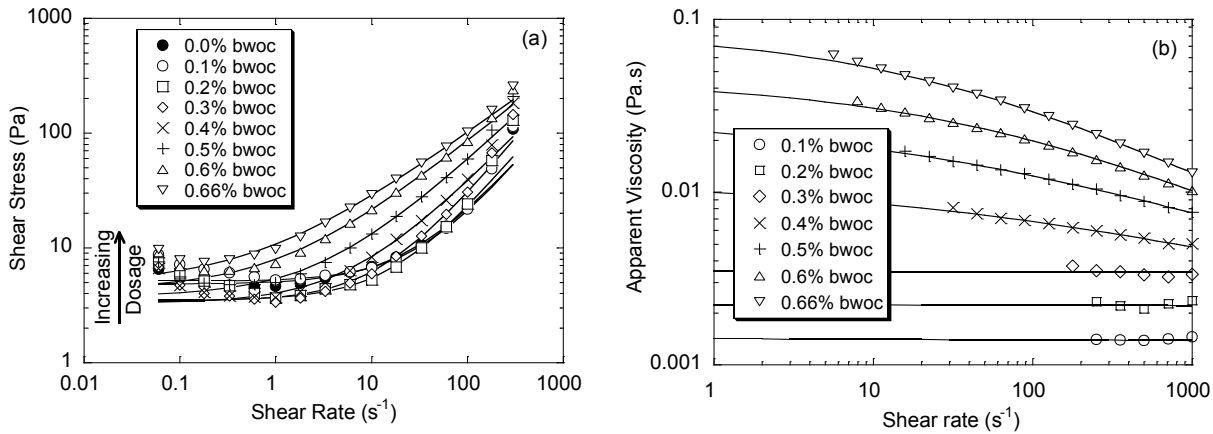 (a)
1000
100
10
1
Shear Stress (Pa)
0.0% bwoc
0.1% bwoc
0.2% bwoc
0.3% bwoc
0.4% bwoc
0.5% bwoc
0.6% bwoc
0.66% bwoc
Increasing
Dosage
0.01
0.1
1
10
100
1000
Shear Rate (s⁻¹)
(b)
0.1
0.01
0.001
Apparent Viscosity (Pa.s)
0.1% bwoc
0.2% bwoc
0.3% bwoc
0.4% bwoc
0.5% bwoc
0.6% bwoc
0.66% bwoc
1
10
100
1000
Shear rate (s⁻¹)